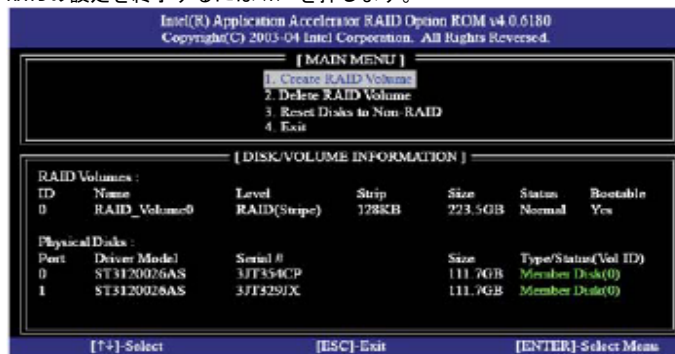 Intel(R) Application Accelerator RAID Option ROM v4.0.6180
Copyright(C) 2003-04 Intel Corporation. All Rights Reversed.
[ MAIN MENU ]
1. Create RAID Volume
2. Delete RAID Volume
3. Reset Disks to Non-RAID
4. Exit
[ DISK/VOLUME INFORMATION ]
RAID Volumes :
ID Name Level Strip Size Status Bootable
0 RAID_Volume0 RAID(Stripe) 128KB 223.5GB Normal Yes
Physical Disks :
Port Driver Model Serial # Size Type/Status(Vol ID)
0 ST3120026AS 3JT354CP 111.7GB Member Disk(0)
1 ST3120026AS 3JT329JX 111.7GB Member Disk(0)
[↑↓]-Select [ESC]-Exit [ENTER]-Select Menu